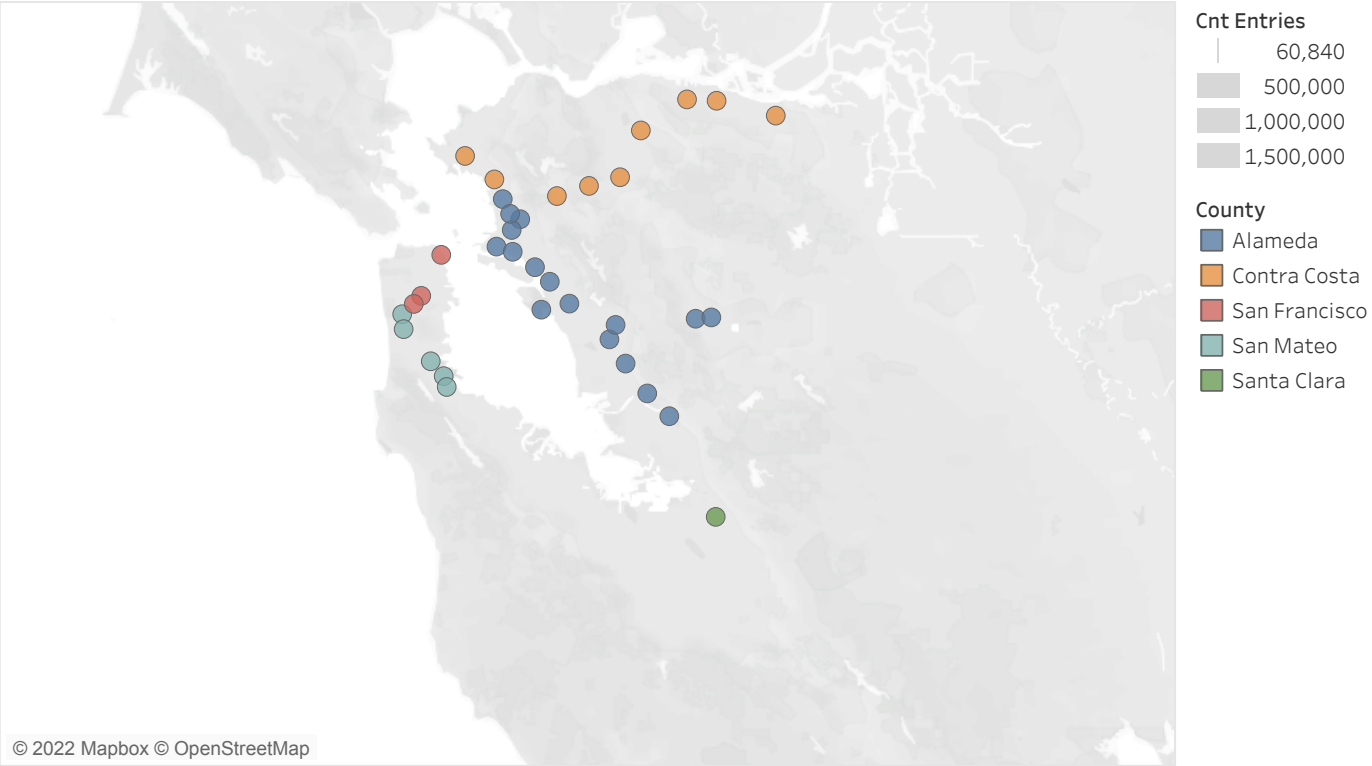 Cnt Entries
60,840
500,000
1,000,000
1,500,000
County
Alameda
Contra Costa
San Francisco
San Mateo
Santa Clara
© 2022 Mapbox © OpenStreetMap